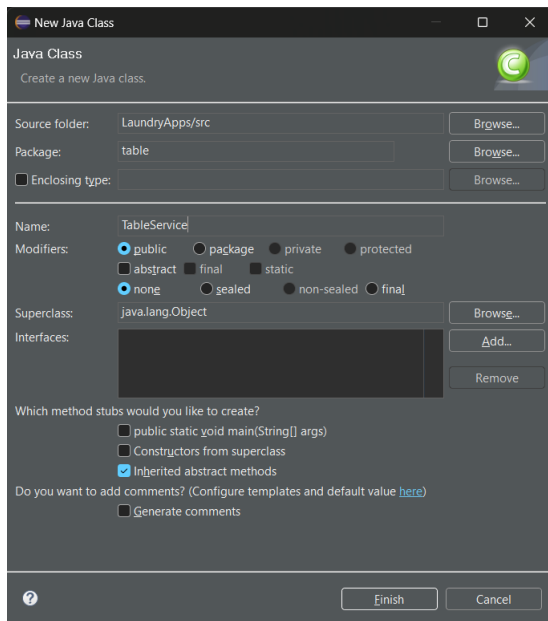 New Java Class
Java Class
Create a new Java class.
Source folder: LaundryApps/src Browse...
Package: table Browse...
Enclosing type: Browse...
Name: TableService
Modifiers: public package private protected
abstract final static
none sealed non-sealed final
Superclass: java.lang.Object Browse...
Interfaces: Add...
Remove
Which method stubs would you like to create?
public static void main(String[] args)
Constructors from superclass
Inherited abstract methods
Do you want to add comments? (Configure templates and default value here)
Generate comments
? Finish Cancel